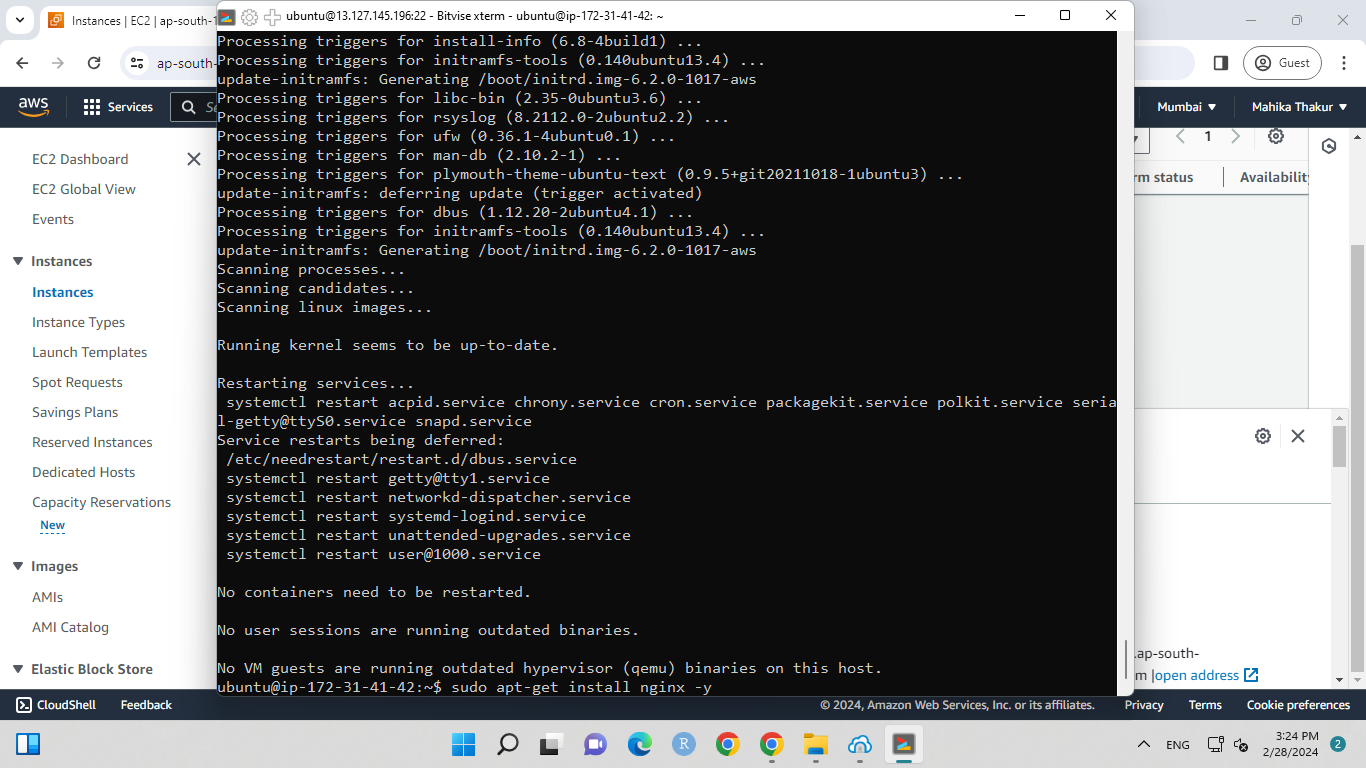 Instances | EC2 | ap-south-1
ubuntu@13.127.145.196:22 - Bitvise xterm - ubuntu@ip-172-31-41-42: ~
ap-south-
Guest
aws
Services
Mumbai
Mahika Thakur
EC2 Dashboard
EC2 Global View
Events
Instances
Instances
Instance Types
Launch Templates
Spot Requests
Savings Plans
Reserved Instances
Dedicated Hosts
Capacity Reservations
New
Images
AMIs
AMI Catalog
Elastic Block Store
Processing triggers for install-info (6.8-4build1) ...
Processing triggers for initramfs-tools (0.140ubuntu13.4) ...
update-initramfs: Generating /boot/initrd.img-6.2.0-1017-aws
Processing triggers for libc-bin (2.35-0ubuntu3.6) ...
Processing triggers for rsyslog (8.2112.0-2ubuntu2.2) ...
Processing triggers for ufw (0.36.1-4ubuntu0.1) ...
Processing triggers for man-db (2.10.2-1) ...
Processing triggers for plymouth-theme-ubuntu-text (0.9.5+git20211018-1ubuntu3) ...
update-initramfs: deferring update (trigger activated)
Processing triggers for dbus (1.12.20-2ubuntu4.1) ...
Processing triggers for initramfs-tools (0.140ubuntu13.4) ...
update-initramfs: Generating /boot/initrd.img-6.2.0-1017-aws
Scanning processes...
Scanning candidates...
Scanning linux images...
Running kernel seems to be up-to-date.
Restarting services...
systemctl restart acpid.service chrony.service cron.service packagekit.service polkit.service seria
l-getty@ttyS0.service snapd.service
Service restarts being deferred:
/etc/needrestart/restart.d/dbus.service
systemctl restart getty@tty1.service
systemctl restart networkd-dispatcher.service
systemctl restart systemd-logind.service
systemctl restart unattended-upgrades.service
systemctl restart user@1000.service
No containers need to be restarted.
No user sessions are running outdated binaries.
No VM guests are running outdated hypervisor (qemu) binaries on this host.
ubuntu@ip-172-31-41-42:~$ sudo apt-get install nginx -y
1
rm status
Availability
.ap-south-
m |open address
CloudShell
Feedback
© 2024, Amazon Web Services, Inc. or its affiliates.
Privacy
Terms
Cookie preferences
R
ENG
3:24 PM
2/28/2024
2